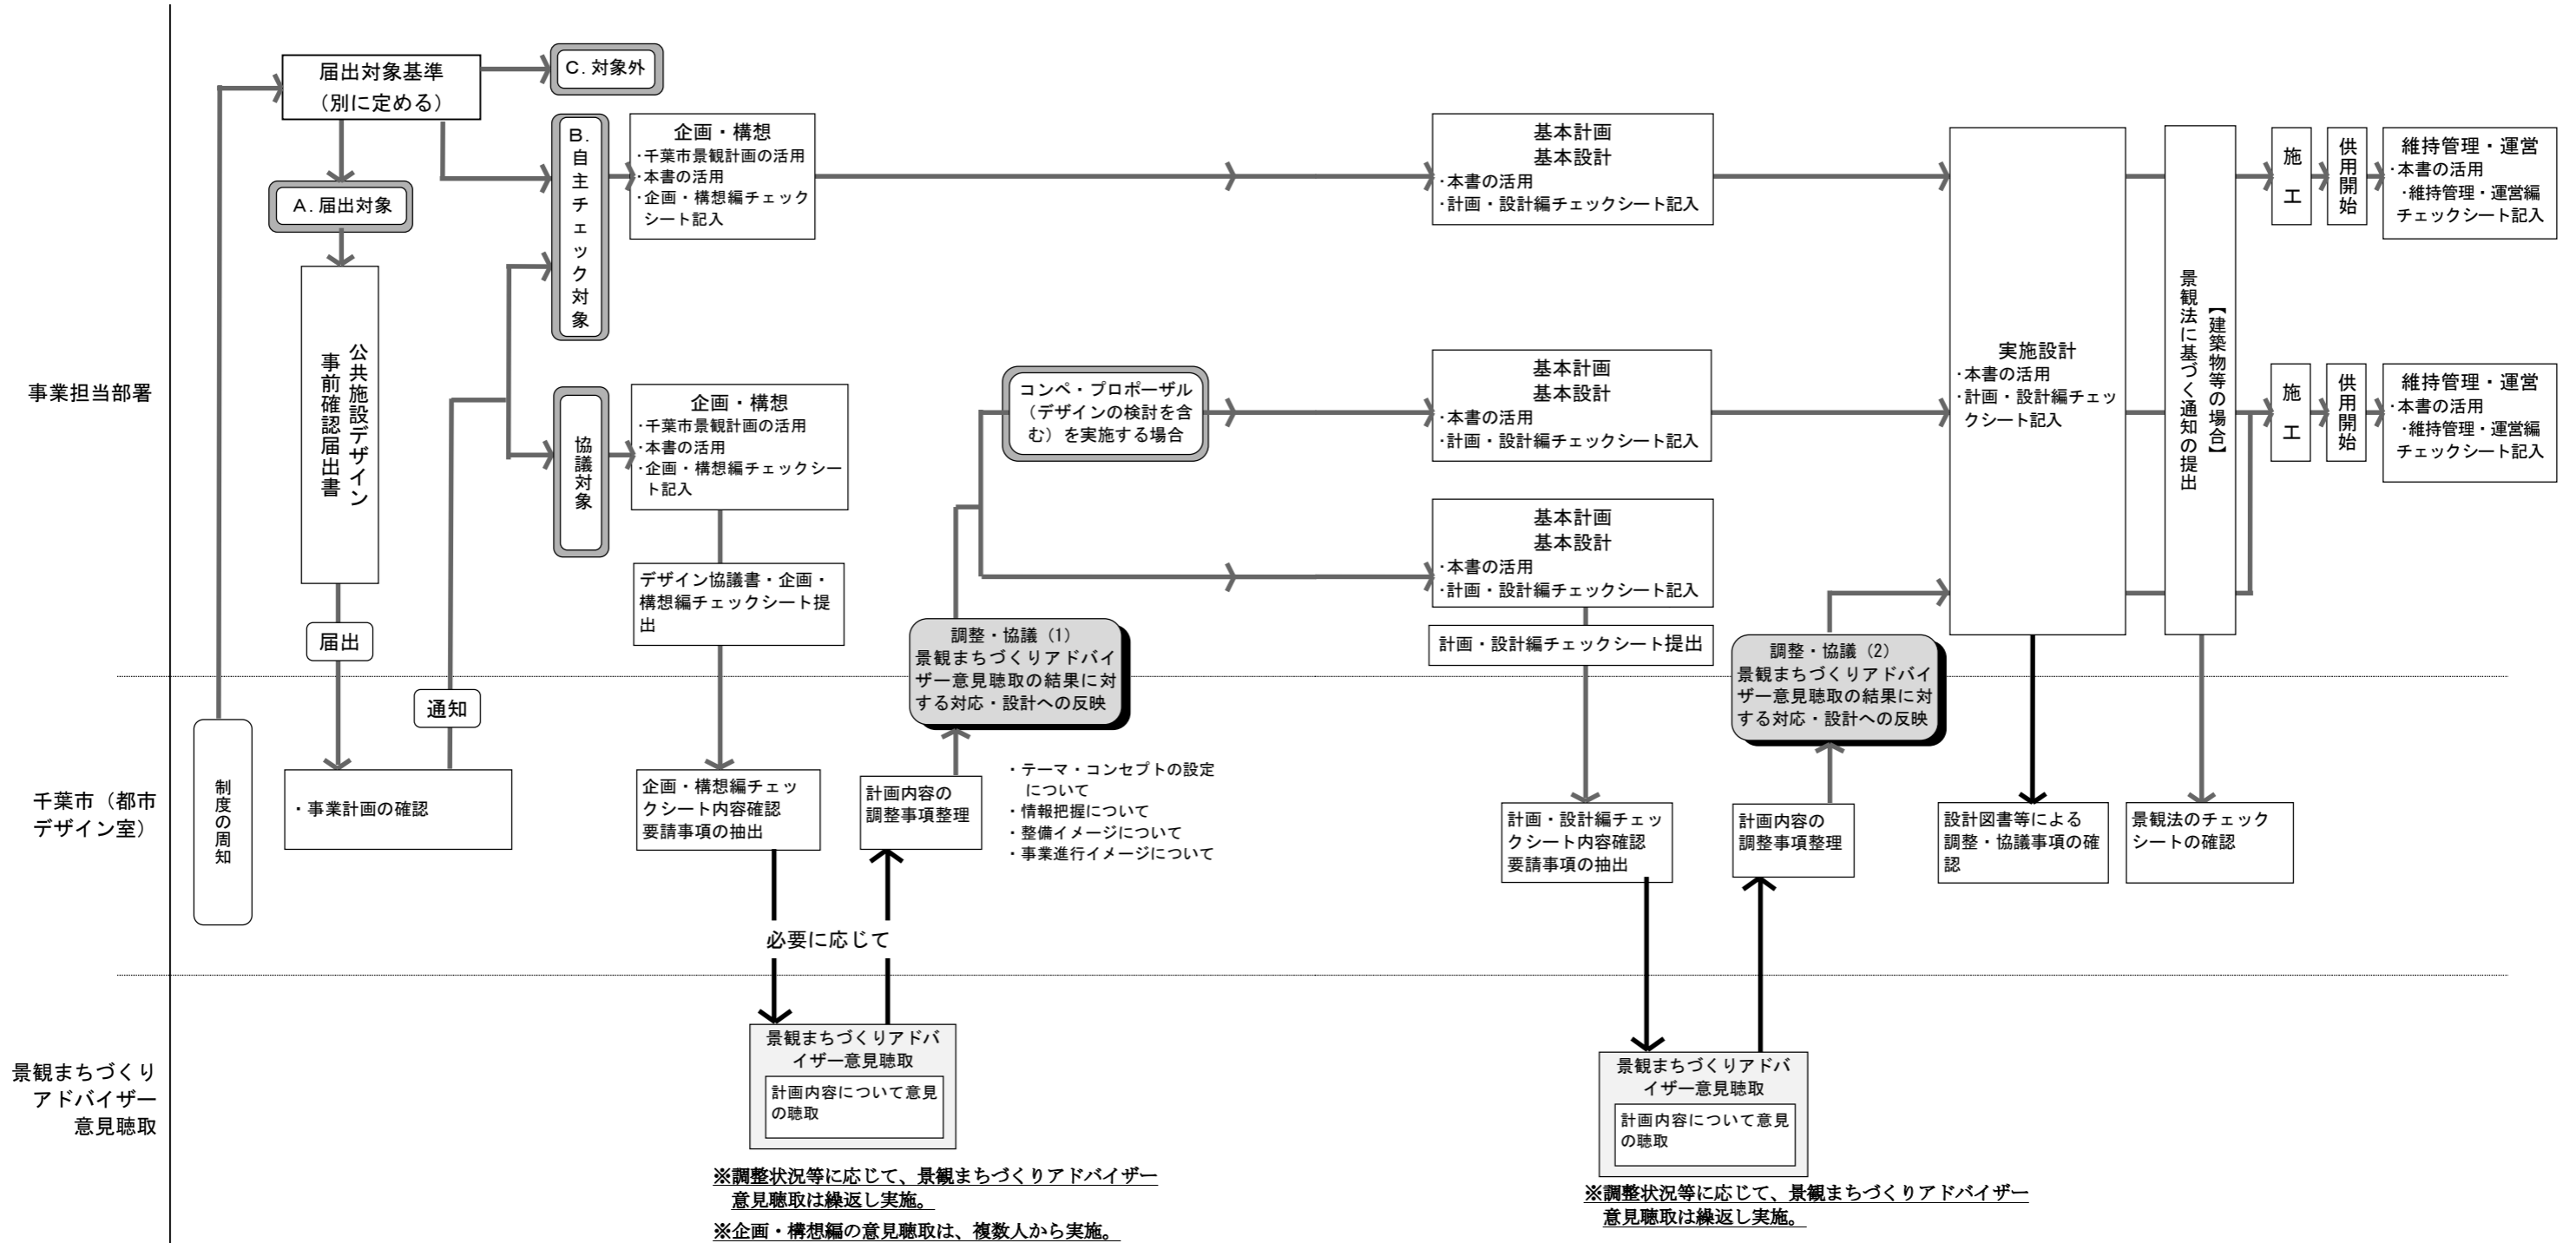 事業担当部署
千葉市（都市
デザイン室）
景観まちづくり
アドバイザー
意見聴取
制度の周知
届出対象基準
（別に定める）
C．対象外
A．届出対象
公共施設デザイン
事前確認届出書
届出
・事業計画の確認
通知
B．自主チェック対象
協議対象
企画・構想
・千葉市景観計画の活用
・本書の活用
・企画・構想編チェック
シート記入
企画・構想
・千葉市景観計画の活用
・本書の活用
・企画・構想編チェックシー
ト記入
デザイン協議書・企画・
構想編チェックシート提
出
企画・構想編チェッ
クシート内容確認
要請事項の抽出
必要に応じて
景観まちづくりアドバ
イザー意見聴取
計画内容について意見
の聴取
※調整状況等に応じて、景観まちづくりアドバイザー
意見聴取は繰返し実施。
※企画・構想編の意見聴取は、複数人から実施。
計画内容の
調整事項整理
調整・協議（1）
景観まちづくりアドバイ
ザー意見聴取の結果に対
する対応・設計への反映
・テーマ・コンセプトの設定
について
・情報把握について
・整備イメージについて
・事業進行イメージについて
コンペ・プロポーザル
（デザインの検討を含
む）を実施する場合
基本計画
基本設計
・本書の活用
・計画・設計編チェックシート記入
基本計画
基本設計
・本書の活用
・計画・設計編チェックシート記入
基本計画
基本設計
・本書の活用
・計画・設計編チェックシート記入
計画・設計編チェックシート提出
計画・設計編チェッ
クシート内容確認
要請事項の抽出
景観まちづくりアドバ
イザー意見聴取
計画内容について意見
の聴取
※調整状況等に応じて、景観まちづくりアドバイザー
意見聴取は繰返し実施。
計画内容の
調整事項整理
調整・協議（2）
景観まちづくりアドバイ
ザー意見聴取の結果に対
する対応・設計への反映
実施設計
・本書の活用
・計画・設計編チェッ
クシート記入
設計図書等による
調整・協議事項の確
認
【建築物等の場合】
景観法に基づく通知の提出
景観法のチェック
シートの確認
施工
供用開始
維持管理・運営
・本書の活用
・維持管理・運営編
チェックシート記入
施工
供用開始
維持管理・運営
・本書の活用
・維持管理・運営編
チェックシート記入